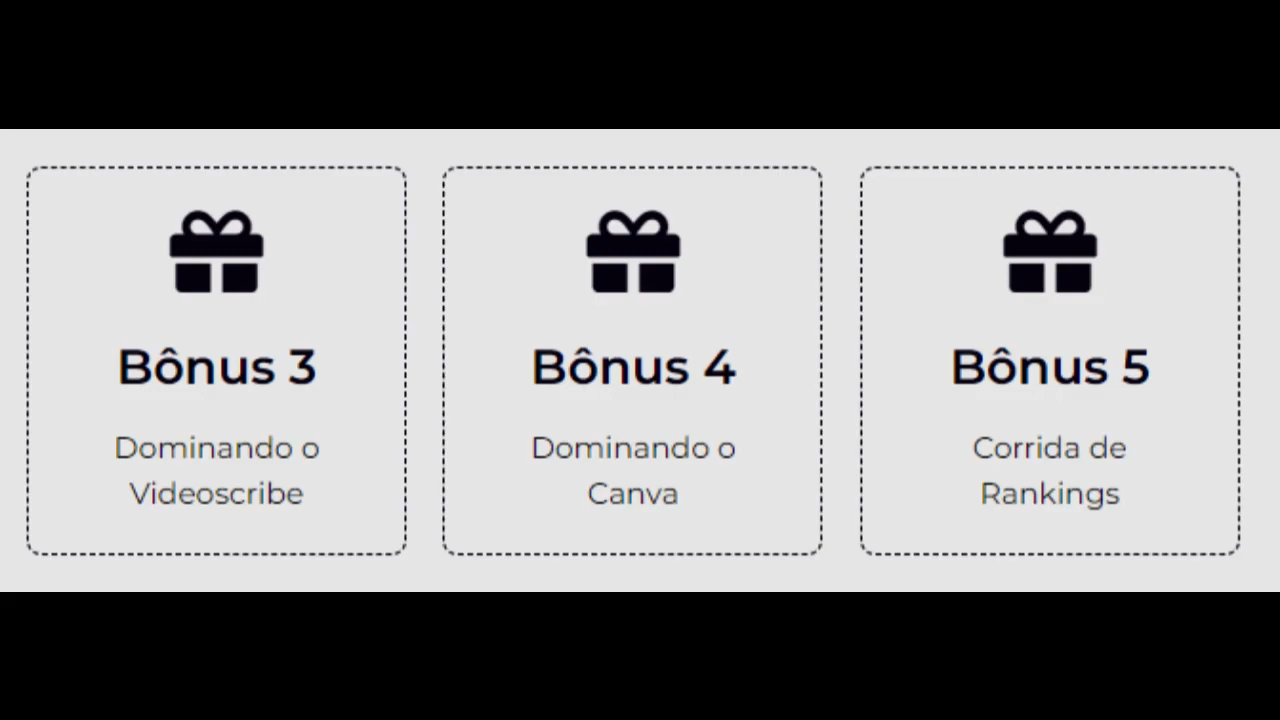 Bônus 3
Dominando o
Videoscribe
Bônus 4
Dominando o
Canva
Bônus 5
Corrida de
Rankings